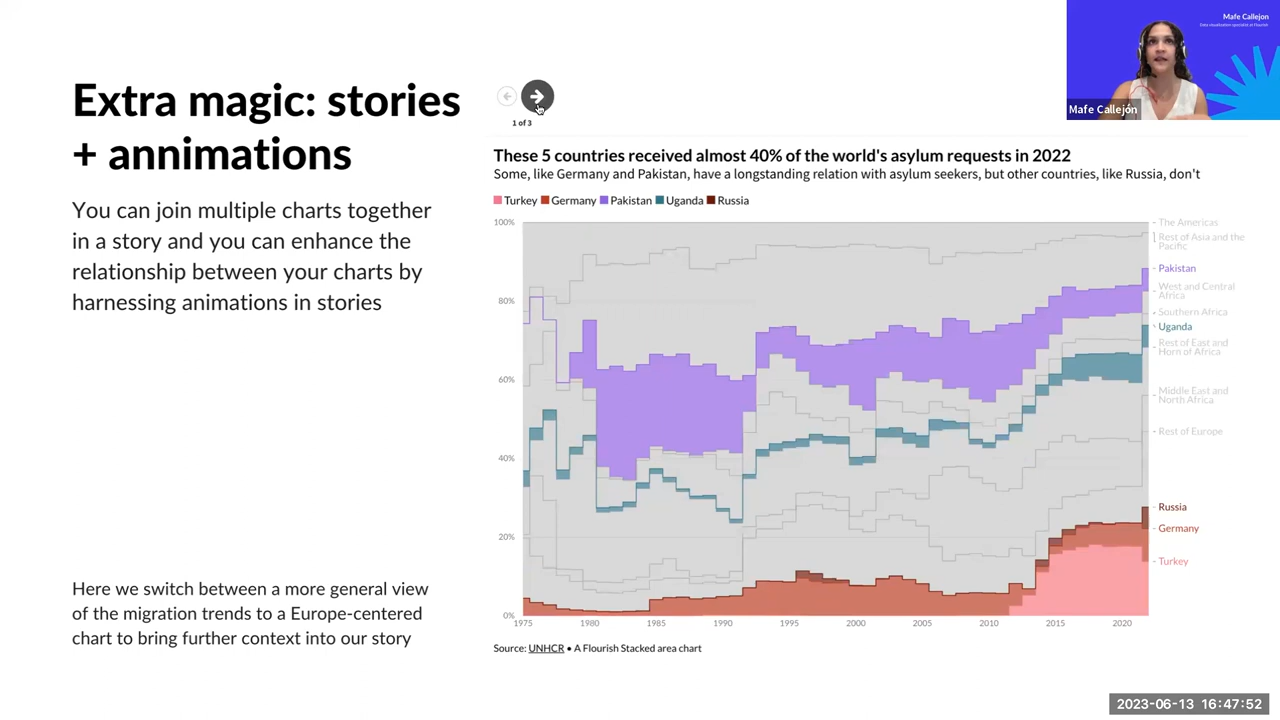 Extra magic: stories
+ annimations
You can join multiple charts together
in a story and you can enhance the
relationship between your charts by
harnessing animations in stories
Here we switch between a more general view
of the migration trends to a Europe-centered
chart to bring further context into our story
1 of 3
These 5 countries received almost 40% of the world's asylum requests in 2022
Some, like Germany and Pakistan, have a longstanding relation with asylum seekers, but other countries, like Russia, don't
Turkey Germany Pakistan Uganda Russia
100%
80%
60%
40%
20%
0%
1975 1980 1985 1990 1995 2000 2005 2010 2015 2020
The Americas
Rest of Asia and the
Pacific
Pakistan
West and Central
Africa
Southern Africa
Uganda
Rest of East and
Horn of Africa
Middle East and
North Africa
Rest of Europe
Russia
Germany
Turkey
Source: UNHCR • A Flourish Stacked area chart
Mafe Callejon
Data visualisation specialist at Flourish
Mafe Callejón
2023-06-13 16:47:52